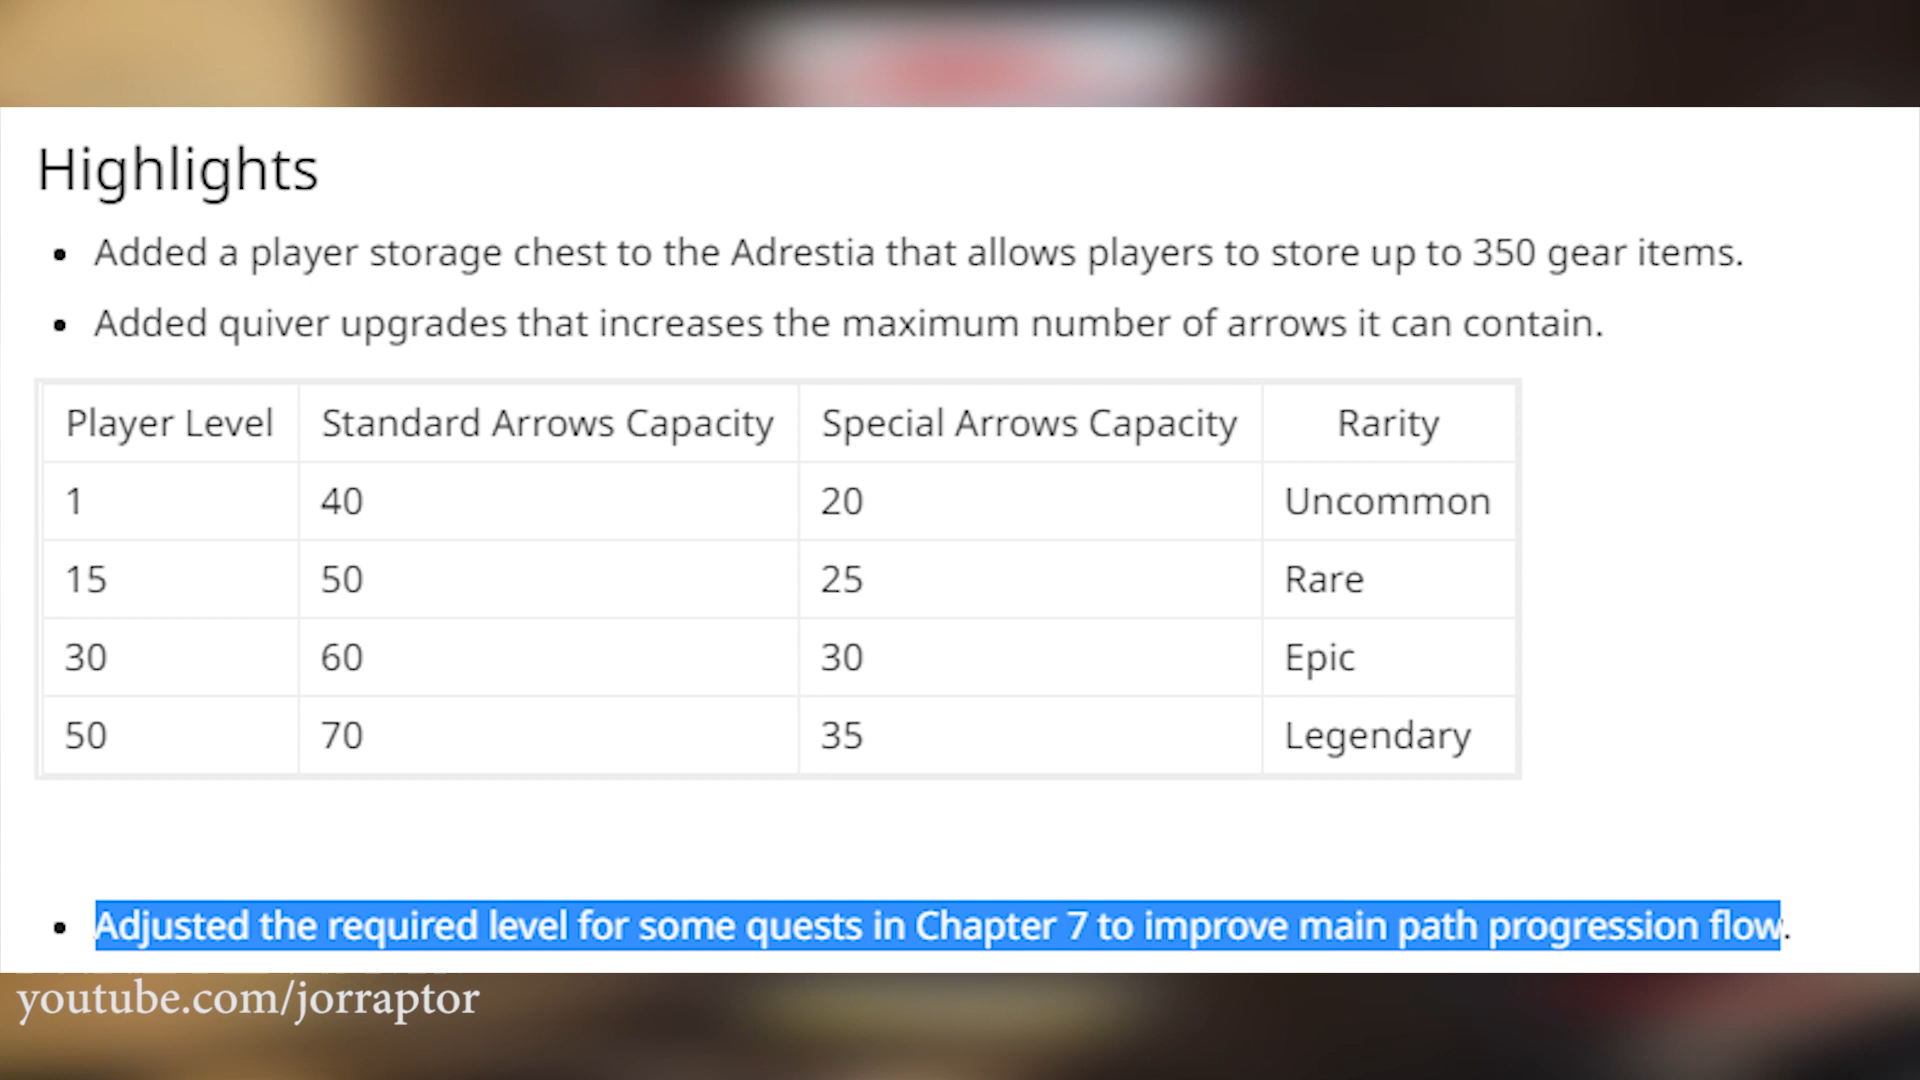 Highlights
Added a player storage chest to the Adrestia that allows players to store up to 350 gear items.
Added quiver upgrades that increases the maximum number of arrows it can contain.
Player Level Standard Arrows Capacity Special Arrows Capacity Rarity
1 40 20 Uncommon
15 50 25 Rare
30 60 30 Epic
50 70 35 Legendary
Adjusted the required level for some quests in Chapter 7 to improve main path progression flow.
youtube.com/jorraptor